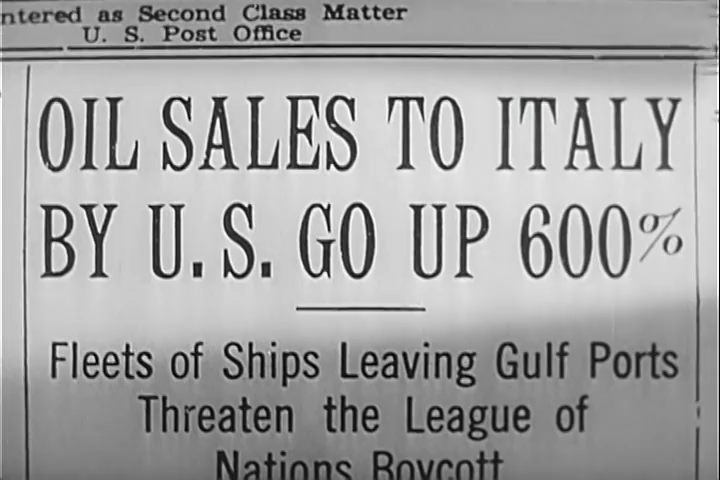 ntered as Second Class Matter
U. S. Post Office
OIL SALES TO ITALY
BY U. S. GO UP 600%
Fleets of Ships Leaving Gulf Ports
Threaten the League of
Nations Boycott